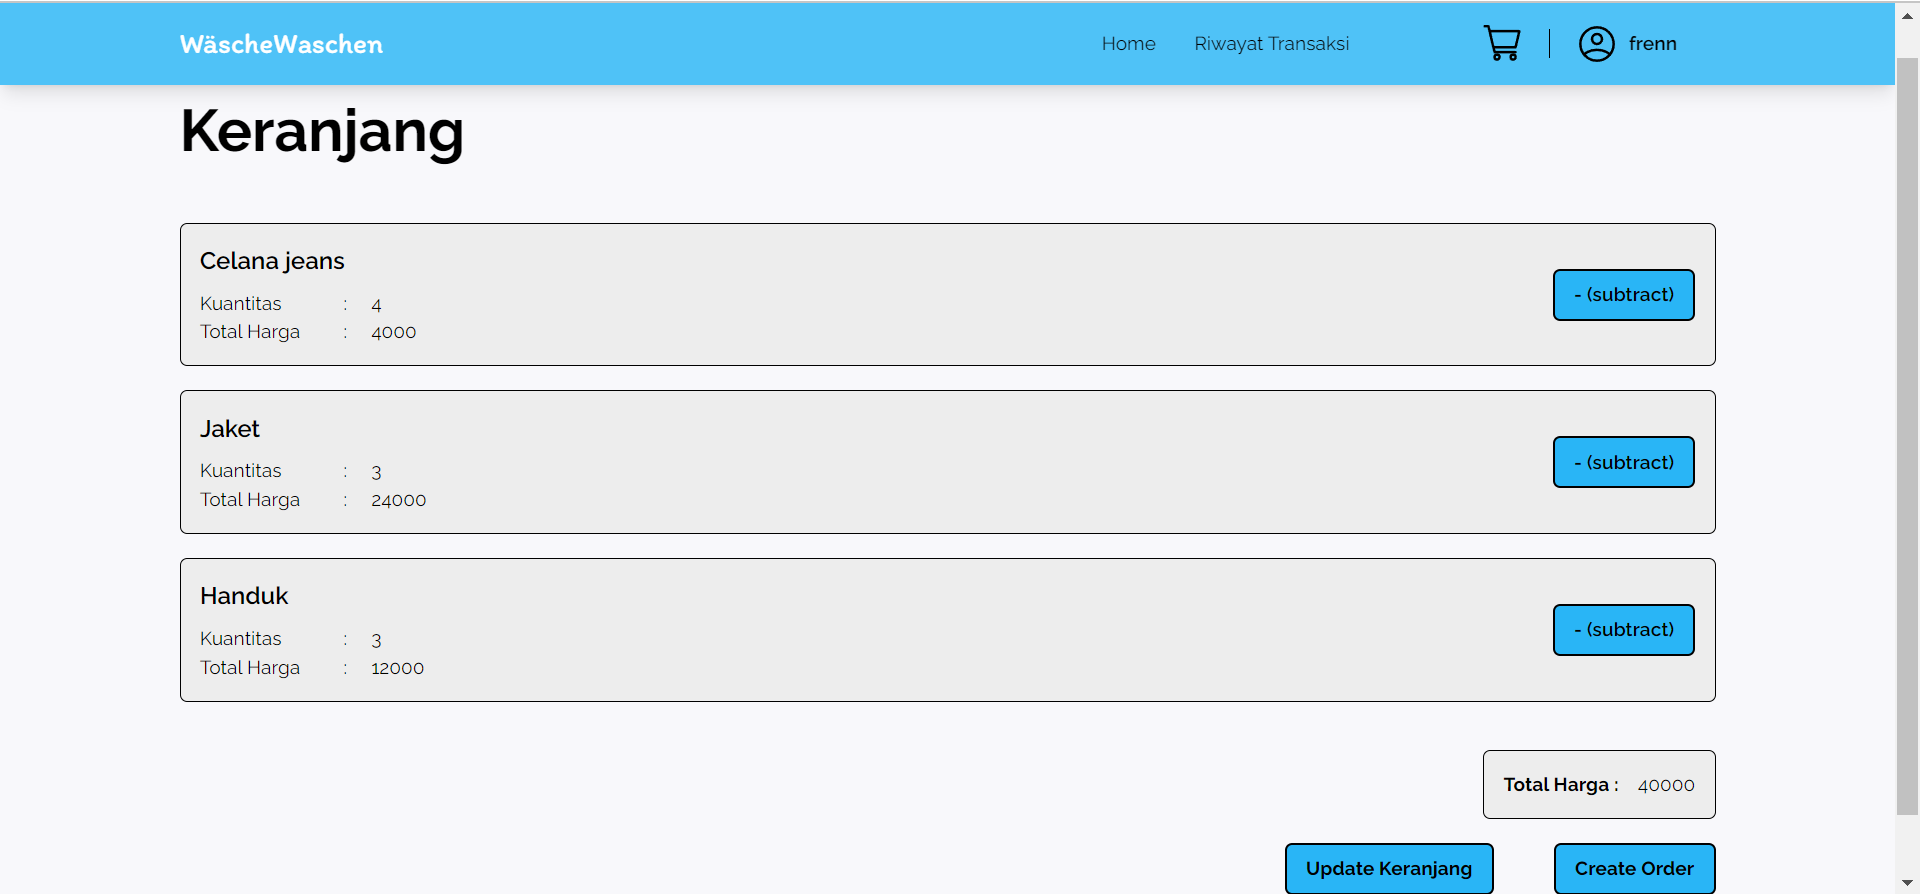 WäscheWaschen Home Riwayat Transaksi frenn
Keranjang
Celana jeans
Kuantitas : 4
Total Harga : 4000
- (subtract)
Jaket
Kuantitas : 3
Total Harga : 24000
- (subtract)
Handuk
Kuantitas : 3
Total Harga : 12000
- (subtract)
Total Harga : 40000
Update Keranjang Create Order